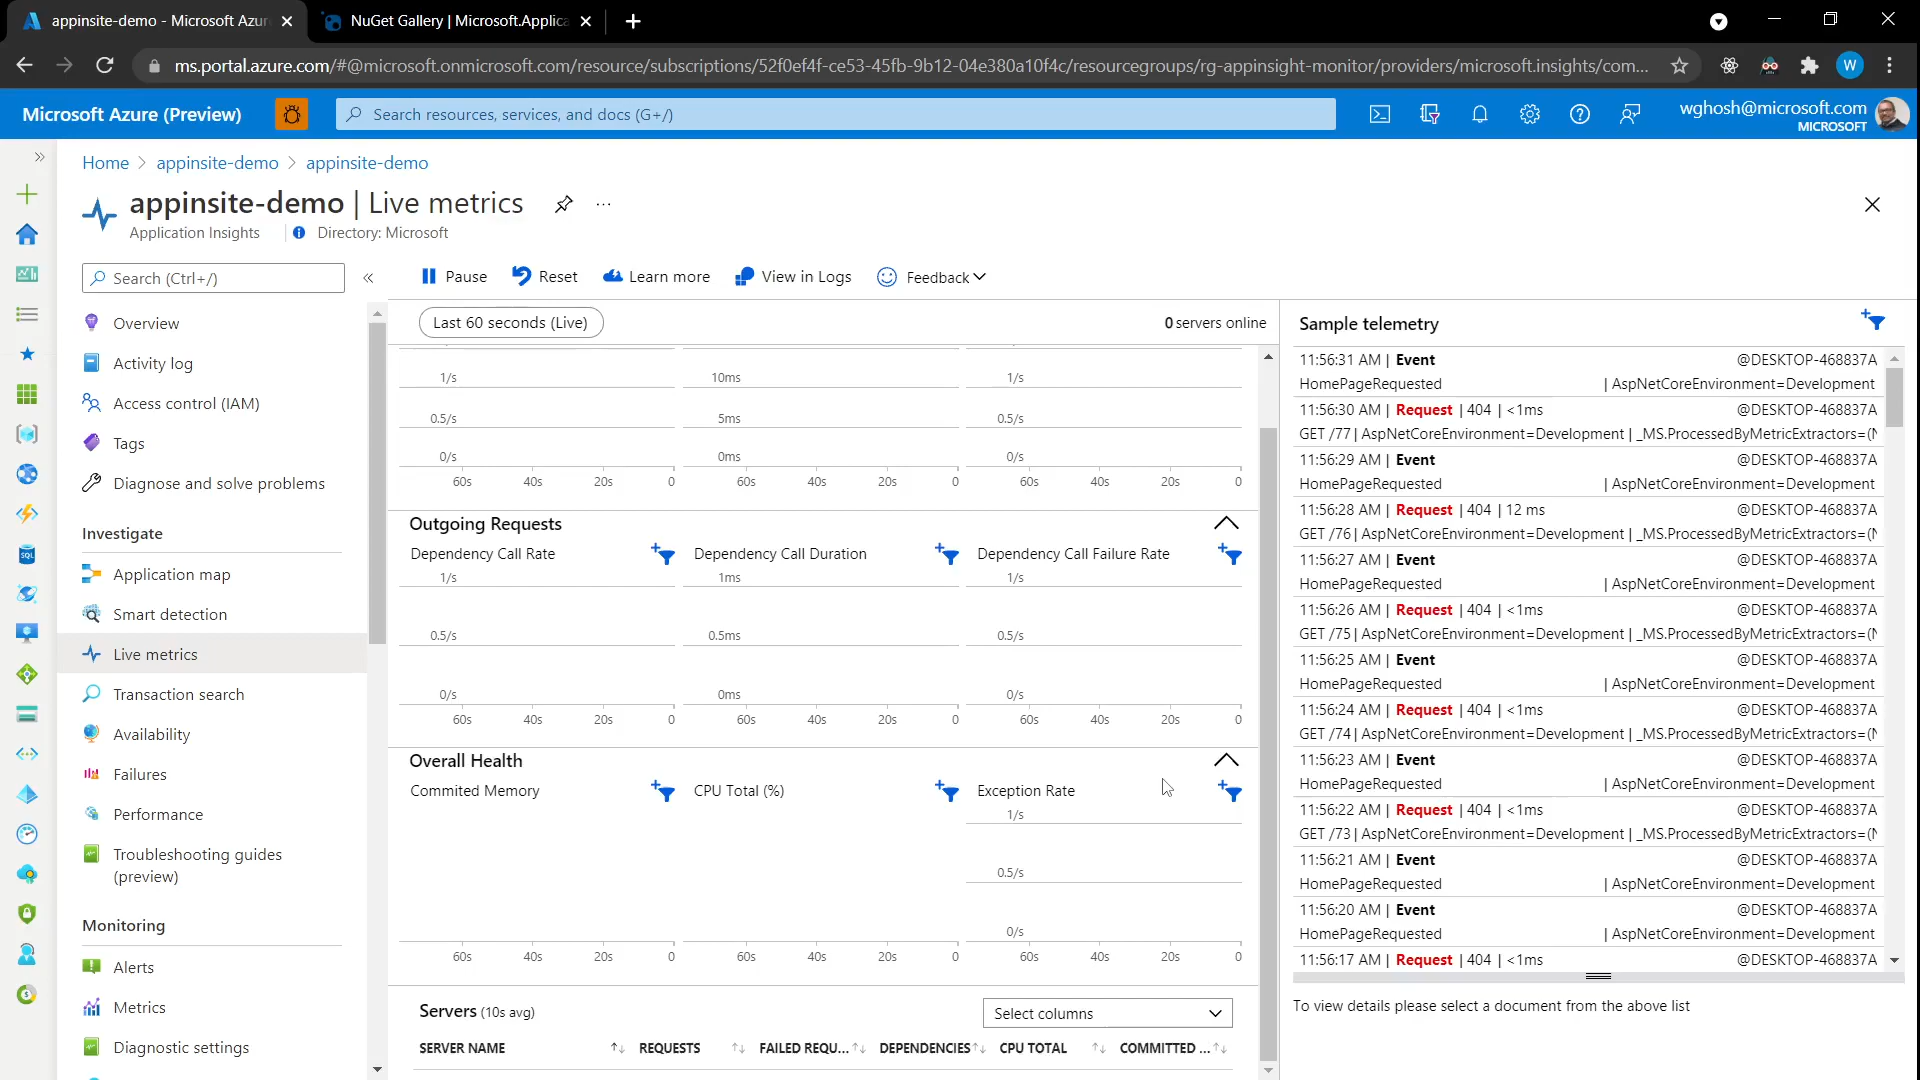 appinsite-demo - Microsoft Azur
NuGet Gallery | Microsoft.Applica
ms.portal.azure.com/#@microsoft.onmicrosoft.com/resource/subscriptions/52f0ef4f-ce53-45fb-9b12-04e380a10f4c/resourcegroups/rg-appinsight-monitor/providers/microsoft.insights/com...
W
Microsoft Azure (Preview)
Search resources, services, and docs (G+/)
wghosh@microsoft.com
MICROSOFT
Home > appinsite-demo > appinsite-demo
appinsite-demo | Live metrics
Application Insights
Directory: Microsoft
Search (Ctrl+/)
Overview
Activity log
Access control (IAM)
Tags
Diagnose and solve problems
Investigate
Application map
Smart detection
Live metrics
Transaction search
Availability
Failures
Performance
Troubleshooting guides
(preview)
Monitoring
Alerts
Metrics
Diagnostic settings
Pause
Reset
Learn more
View in Logs
Feedback
Last 60 seconds (Live)
0 servers online
1/s 10ms 1/s
0.5/s 5ms 0.5/s
0/s 0ms 0/s
60s 40s 20s 0 60s 40s 20s 0 60s 40s 20s 0
Outgoing Requests
Dependency Call Rate Dependency Call Duration Dependency Call Failure Rate
1/s 1ms 1/s
0.5/s 0.5ms 0.5/s
0/s 0ms 0/s
60s 40s 20s 0 60s 40s 20s 0 60s 40s 20s 0
Overall Health
Commited Memory CPU Total (%) Exception Rate
1/s
0.5/s
0/s
60s 40s 20s 0 60s 40s 20s 0 60s 40s 20s 0
Servers (10s avg)
Select columns
SERVER NAME REQUESTS FAILED REQU... DEPENDENCIES CPU TOTAL COMMITTED ...
Sample telemetry
11:56:31 AM | Event @DESKTOP-468837A
HomePageRequested | AspNetCoreEnvironment=Development
11:56:30 AM | Request | 404 | <1ms @DESKTOP-468837A
GET /77 | AspNetCoreEnvironment=Development | _MS.ProcessedByMetricExtractors=(
11:56:29 AM | Event @DESKTOP-468837A
HomePageRequested | AspNetCoreEnvironment=Development
11:56:28 AM | Request | 404 | 12 ms @DESKTOP-468837A
GET /76 | AspNetCoreEnvironment=Development | _MS.ProcessedByMetricExtractors=(
11:56:27 AM | Event @DESKTOP-468837A
HomePageRequested | AspNetCoreEnvironment=Development
11:56:26 AM | Request | 404 | <1ms @DESKTOP-468837A
GET /75 | AspNetCoreEnvironment=Development | _MS.ProcessedByMetricExtractors=(
11:56:25 AM | Event @DESKTOP-468837A
HomePageRequested | AspNetCoreEnvironment=Development
11:56:24 AM | Request | 404 | <1ms @DESKTOP-468837A
GET /74 | AspNetCoreEnvironment=Development | _MS.ProcessedByMetricExtractors=(
11:56:23 AM | Event @DESKTOP-468837A
HomePageRequested | AspNetCoreEnvironment=Development
11:56:22 AM | Request | 404 | <1ms @DESKTOP-468837A
GET /73 | AspNetCoreEnvironment=Development | _MS.ProcessedByMetricExtractors=(
11:56:21 AM | Event @DESKTOP-468837A
HomePageRequested | AspNetCoreEnvironment=Development
11:56:20 AM | Event @DESKTOP-468837A
HomePageRequested | AspNetCoreEnvironment=Development
11:56:17 AM | Request | 404 | <1ms @DESKTOP-468837A
To view details please select a document from the above list